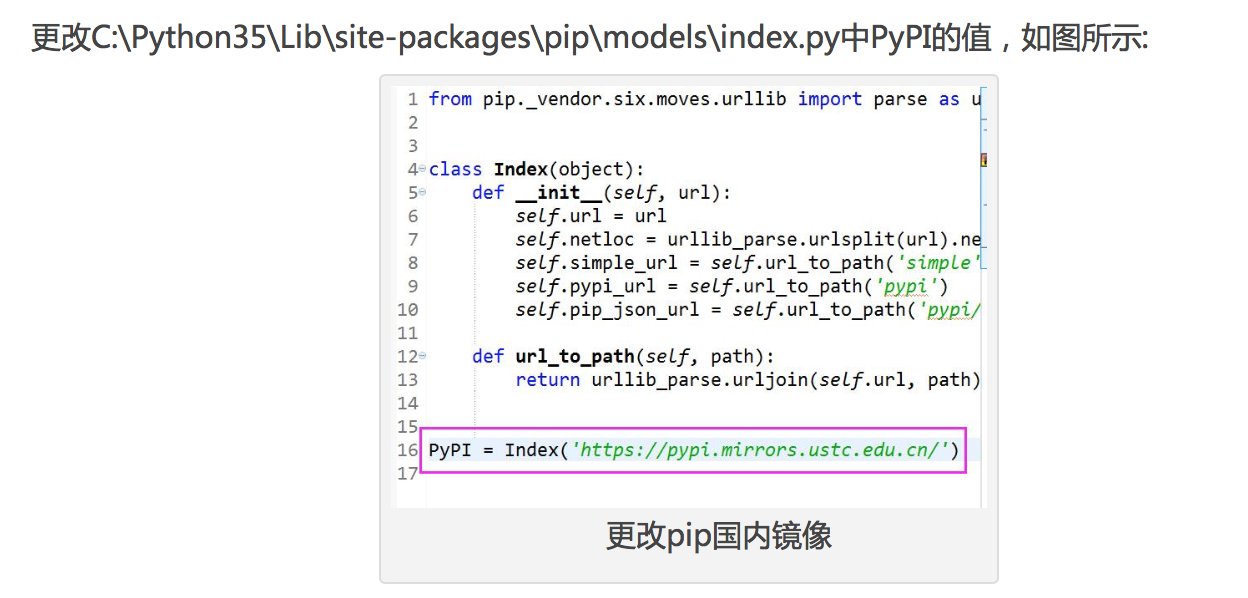 更改C:\Python35\Lib\site-packages\pip\models\index.py中PyPI的值，如图所示:
1 from pip._vendor.six.moves.urllib import parse as u
2
3
4 class Index(object):
5     def __init__(self, url):
6         self.url = url
7         self.netloc = urllib_parse.urlsplit(url).ne
8         self.simple_url = self.url_to_path('simple'
9         self.pypi_url = self.url_to_path('pypi')
10         self.pip_json_url = self.url_to_path('pypi/
11
12     def url_to_path(self, path):
13         return urllib_parse.urljoin(self.url, path)
14
15
16 PyPI = Index('https://pypi.mirrors.ustc.edu.cn/')
17
更改pip国内镜像